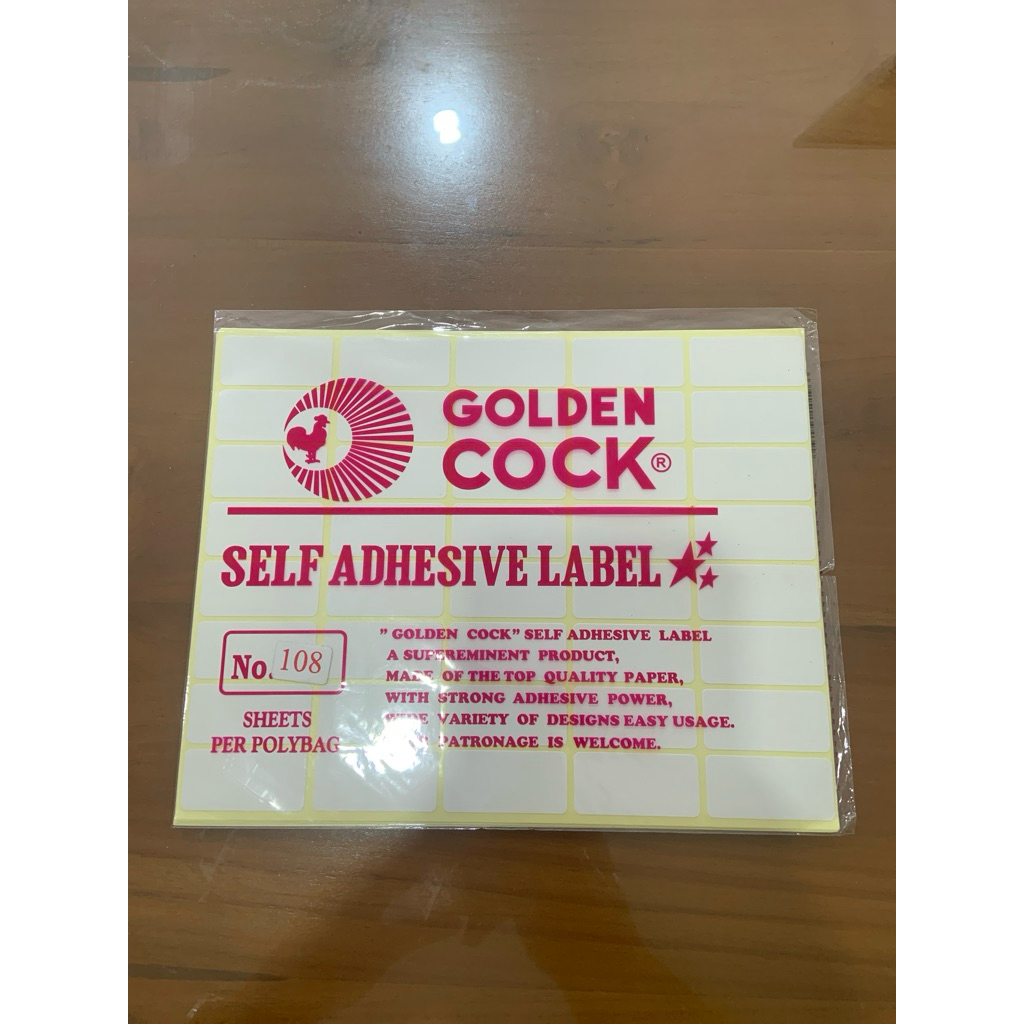 GOLDEN
COCK®
SELF ADHESIVE LABEL
No. 108
SHEETS
PER POLYBAG
" GOLDEN COCK" SELF ADHESIVE LABEL
A SUPEREMINENT PRODUCT,
MADE OF THE TOP QUALITY PAPER,
WITH STRONG ADHESIVE POWER,
WIDE VARIETY OF DESIGNS EASY USAGE.
PATRONAGE IS WELCOME.